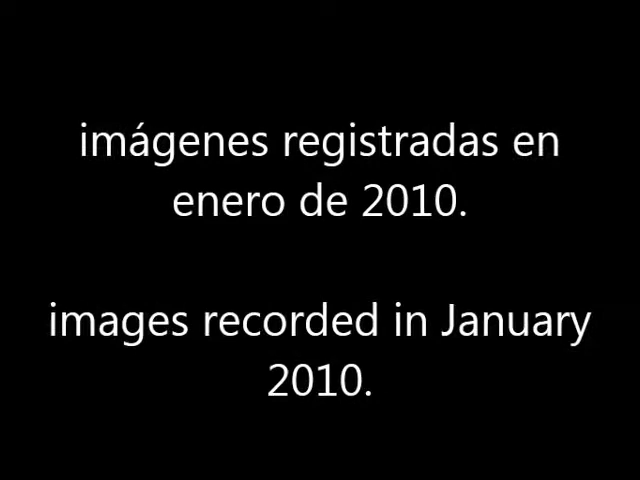 imágenes registradas en
enero de 2010.
images recorded in January
2010.